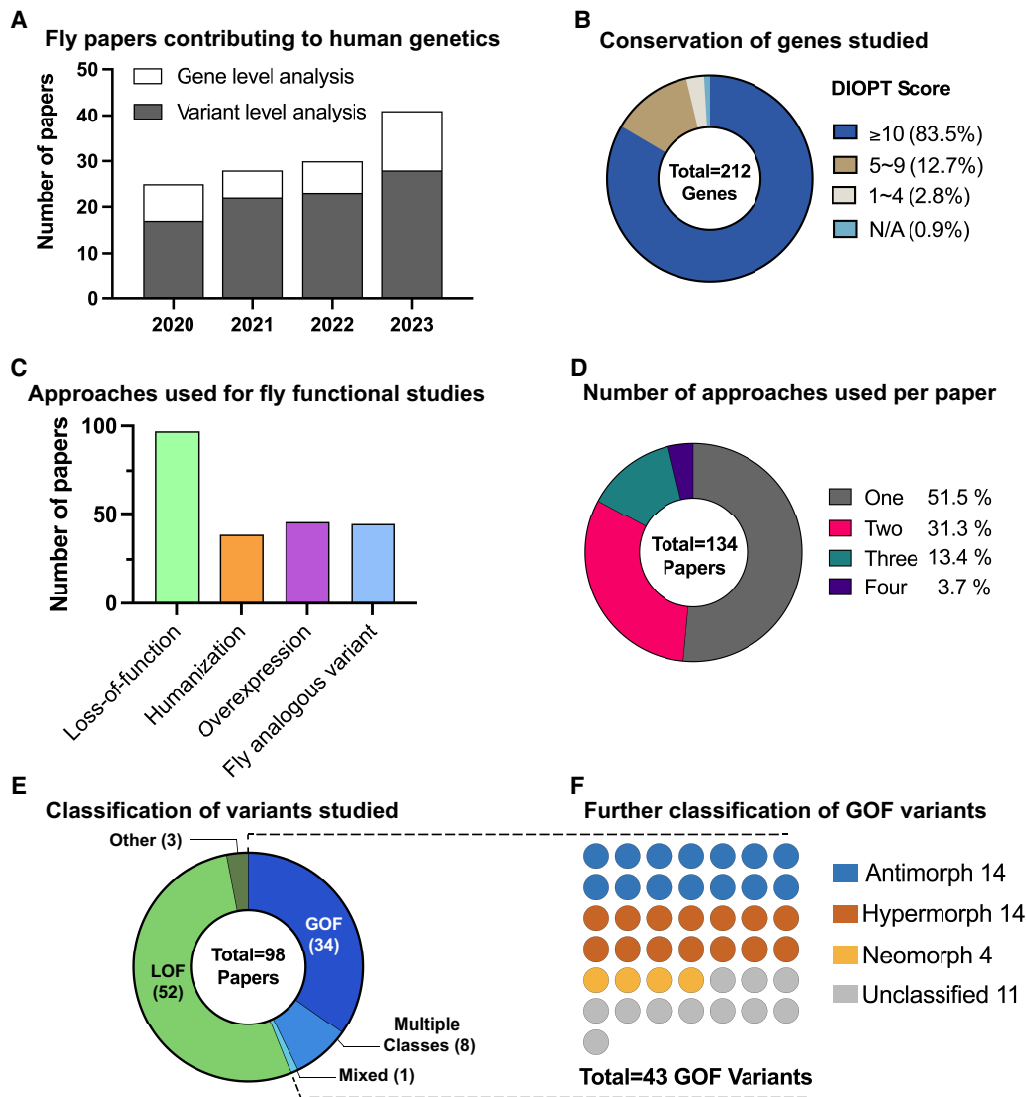 A
Fly papers contributing to human genetics
Number of papers
50
40
30
20
10
0
Gene level analysis
Variant level analysis
2020
2021
2022
2023
B
Conservation of genes studied
Total=212
Genes
DIOPT Score
≥10 (83.5%)
5~9 (12.7%)
1~4 (2.8%)
N/A (0.9%)
C
Approaches used for fly functional studies
Number of papers
100
50
0
Loss-of-function
Humanization
Overexpression
Fly analogous variant
D
Number of approaches used per paper
Total=134
Papers
One 51.5 %
Two 31.3 %
Three 13.4 %
Four 3.7 %
E
Classification of variants studied
Other (3)
GOF
(34)
Total=98
Papers
LOF
(52)
Multiple
Classes (8)
Mixed (1)
F
Further classification of GOF variants
Antimorph 14
Hypermorph 14
Neomorph 4
Unclassified 11
Total=43 GOF Variants